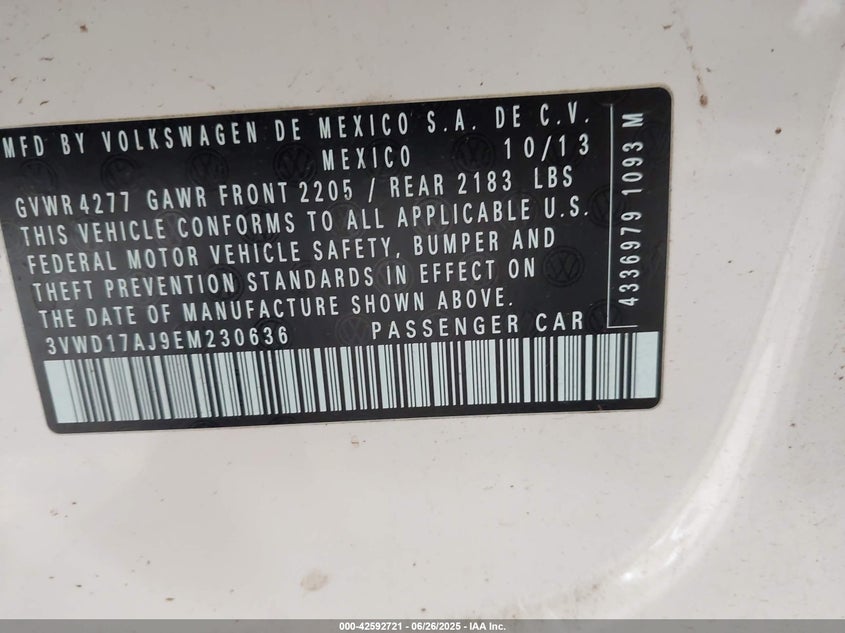 MFD BY VOLKSWAGEN DE MEXICO S.A. DE C.V.
MEXICO 10/13
GVWR 4277 GAWR FRONT 2205 / REAR 2183 LBS
THIS VEHICLE CONFORMS TO ALL APPLICABLE U.S.
FEDERAL MOTOR VEHICLE SAFETY, BUMPER AND
THEFT PREVENTION STANDARDS IN EFFECT ON
THE DATE OF MANUFACTURE SHOWN ABOVE.
3VWD17AJ9EM230636 PASSENGER CAR
4336979 1093 M
000-42592721 - 06/26/2025 - IAA Inc.